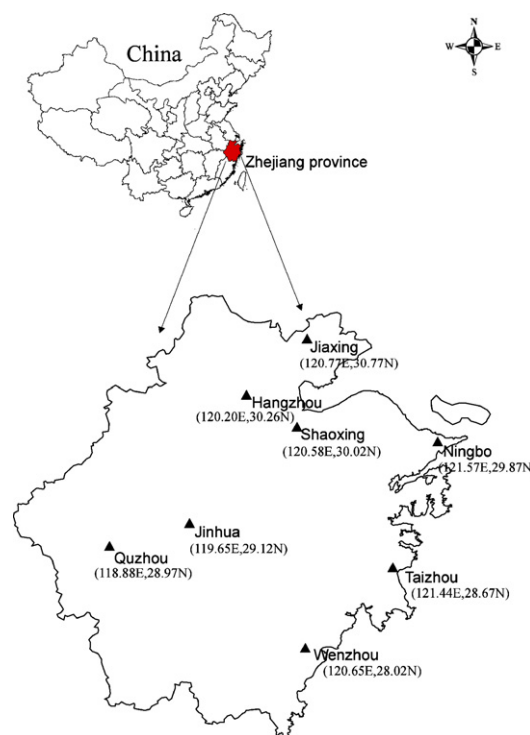 N
China
W
E
S
Zhejiang province
Jiaxing
(120.77E,30.77N)
Hangzhou
(120.20E,30.26N)
Shaoxing
(120.58E,30.02N)
Ningbo
(121.57E,29.87N)
Jinhua
(119.65E,29.12N)
Quzhou
(118.88E,28.97N)
Taizhou
(121.44E,28.67N)
Wenzhou
(120.65E,28.02N)